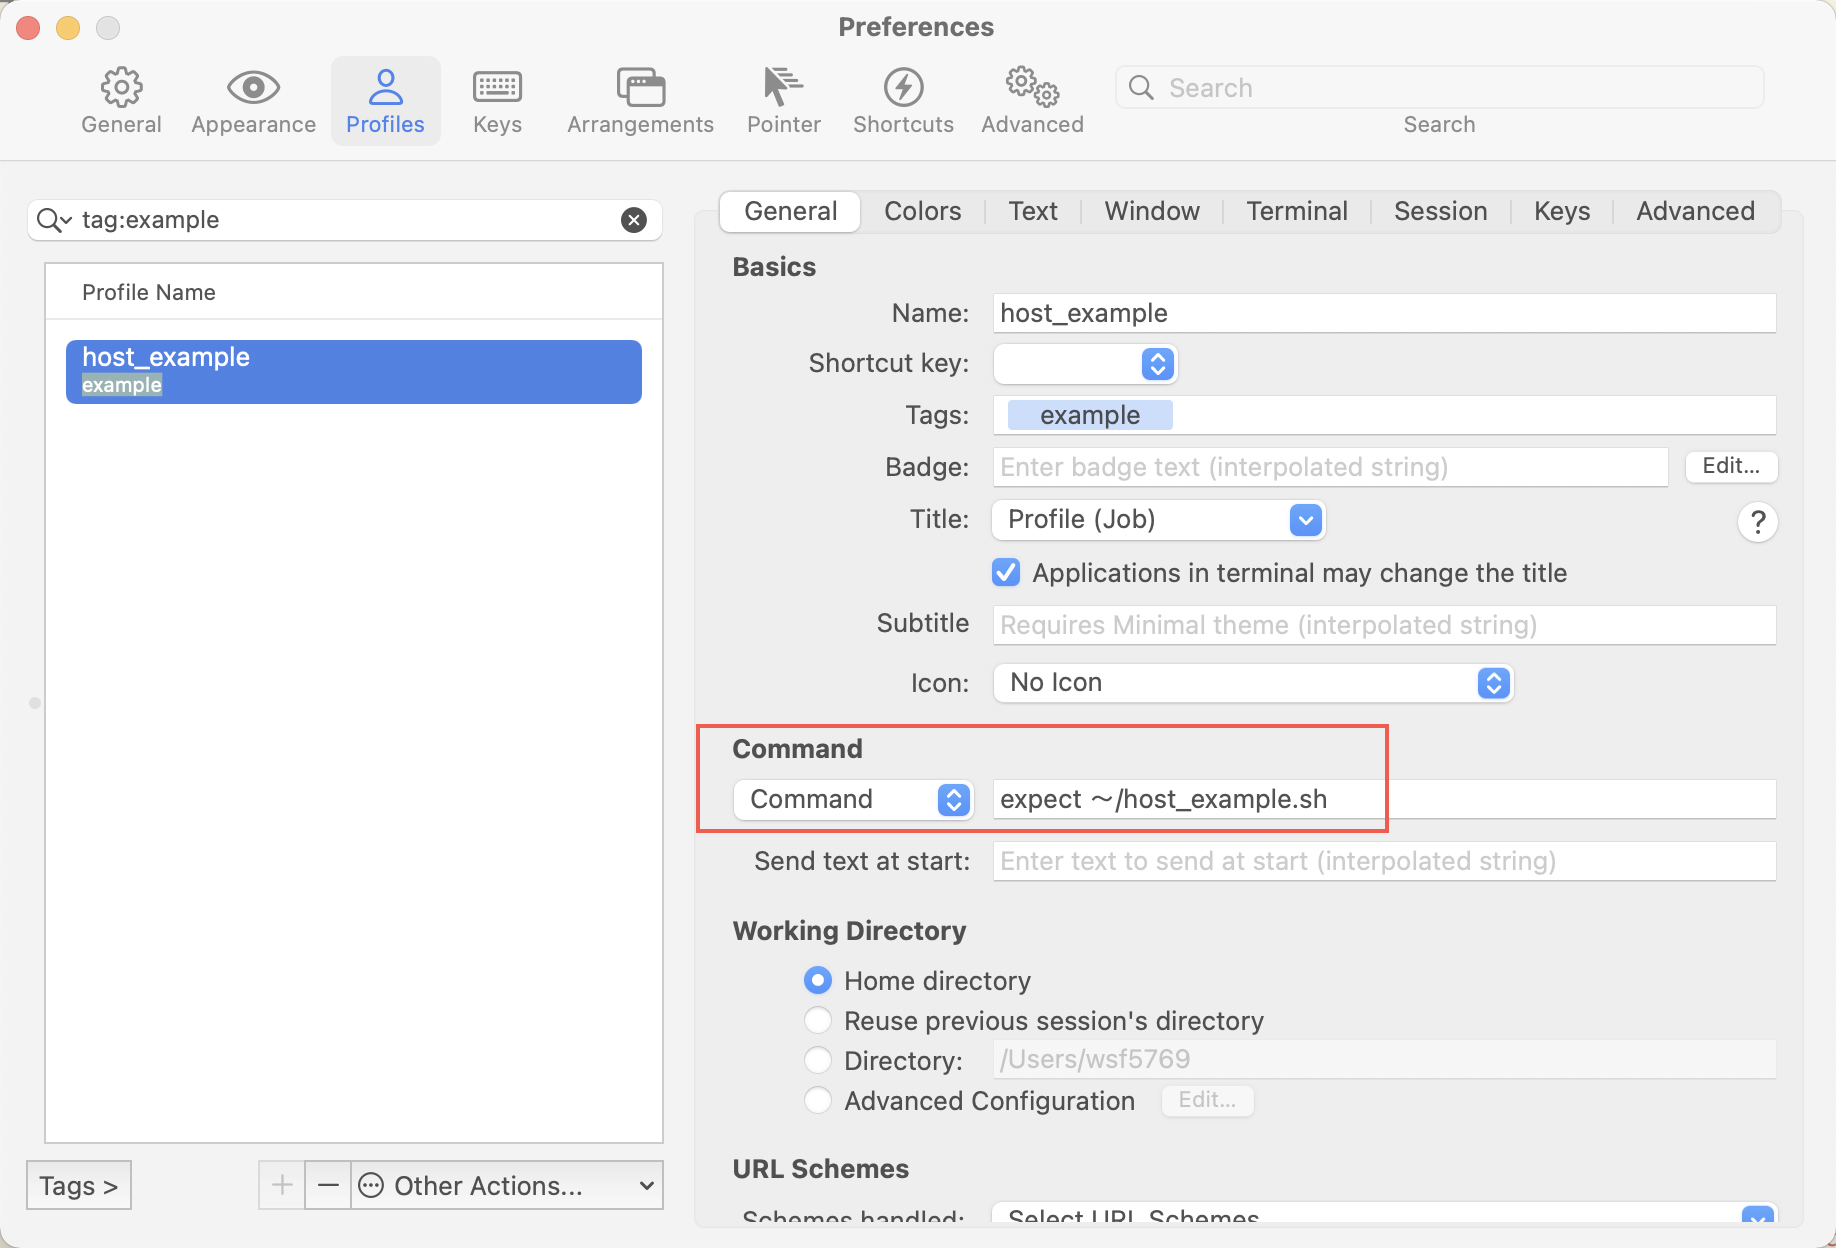 Preferences
General
Appearance
Profiles
Keys
Arrangements
Pointer
Shortcuts
Advanced
Search
Search
tag:example
Profile Name
host_example
example
Tags >
Other Actions...
General
Colors
Text
Window
Terminal
Session
Keys
Advanced
Basics
Name: host_example
Shortcut key:
Tags: example
Badge: Enter badge text (interpolated string) Edit...
Title: Profile (Job) ?
Applications in terminal may change the title
Subtitle Requires Minimal theme (interpolated string)
Icon: No Icon
Command
Command expect ~/host_example.sh
Send text at start: Enter text to send at start (interpolated string)
Working Directory
Home directory
Reuse previous session's directory
Directory: /Users/wsf5769
Advanced Configuration Edit...
URL Schemes
Schemes handled: Select URL Schemes